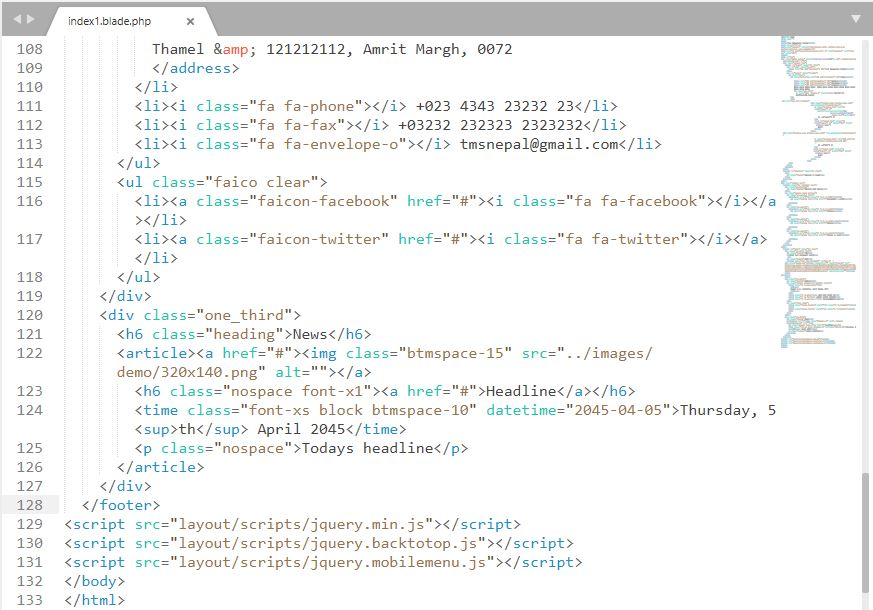 index1.blade.php ×
108 Thamel &amp; 121212112, Amrit Margh, 0072
109 </address>
110 </li>
111 <li><i class="fa fa-phone"></i> +023 4343 23232 23</li>
112 <li><i class="fa fa-fax"></i> +03232 232323 2323232</li>
113 <li><i class="fa fa-envelope-o"></i> tmsnepal@gmail.com</li>
114 </ul>
115 <ul class="faico clear">
116 <li><a class="faicon-facebook" href="#"><i class="fa fa-facebook"></i></a
></li>
117 <li><a class="faicon-twitter" href="#"><i class="fa fa-twitter"></i></a>
</li>
118 </ul>
119 </div>
120 <div class="one_third">
121 <h6 class="heading">News</h6>
122 <article><a href="#"><img class="btmspace-15" src="../images/
demo/320x140.png" alt=""></a>
123 <h6 class="nospace font-x1"><a href="#">Headline</a></h6>
124 <time class="font-xs block btmspace-10" datetime="2045-04-05">Thursday, 5
<sup>th</sup> April 2045</time>
125 <p class="nospace">Todays headline</p>
126 </article>
127 </div>
128 </footer>
129 <script src="layout/scripts/jquery.min.js"></script>
130 <script src="layout/scripts/jquery.backtotop.js"></script>
131 <script src="layout/scripts/jquery.mobilemenu.js"></script>
132 </body>
133 </html>